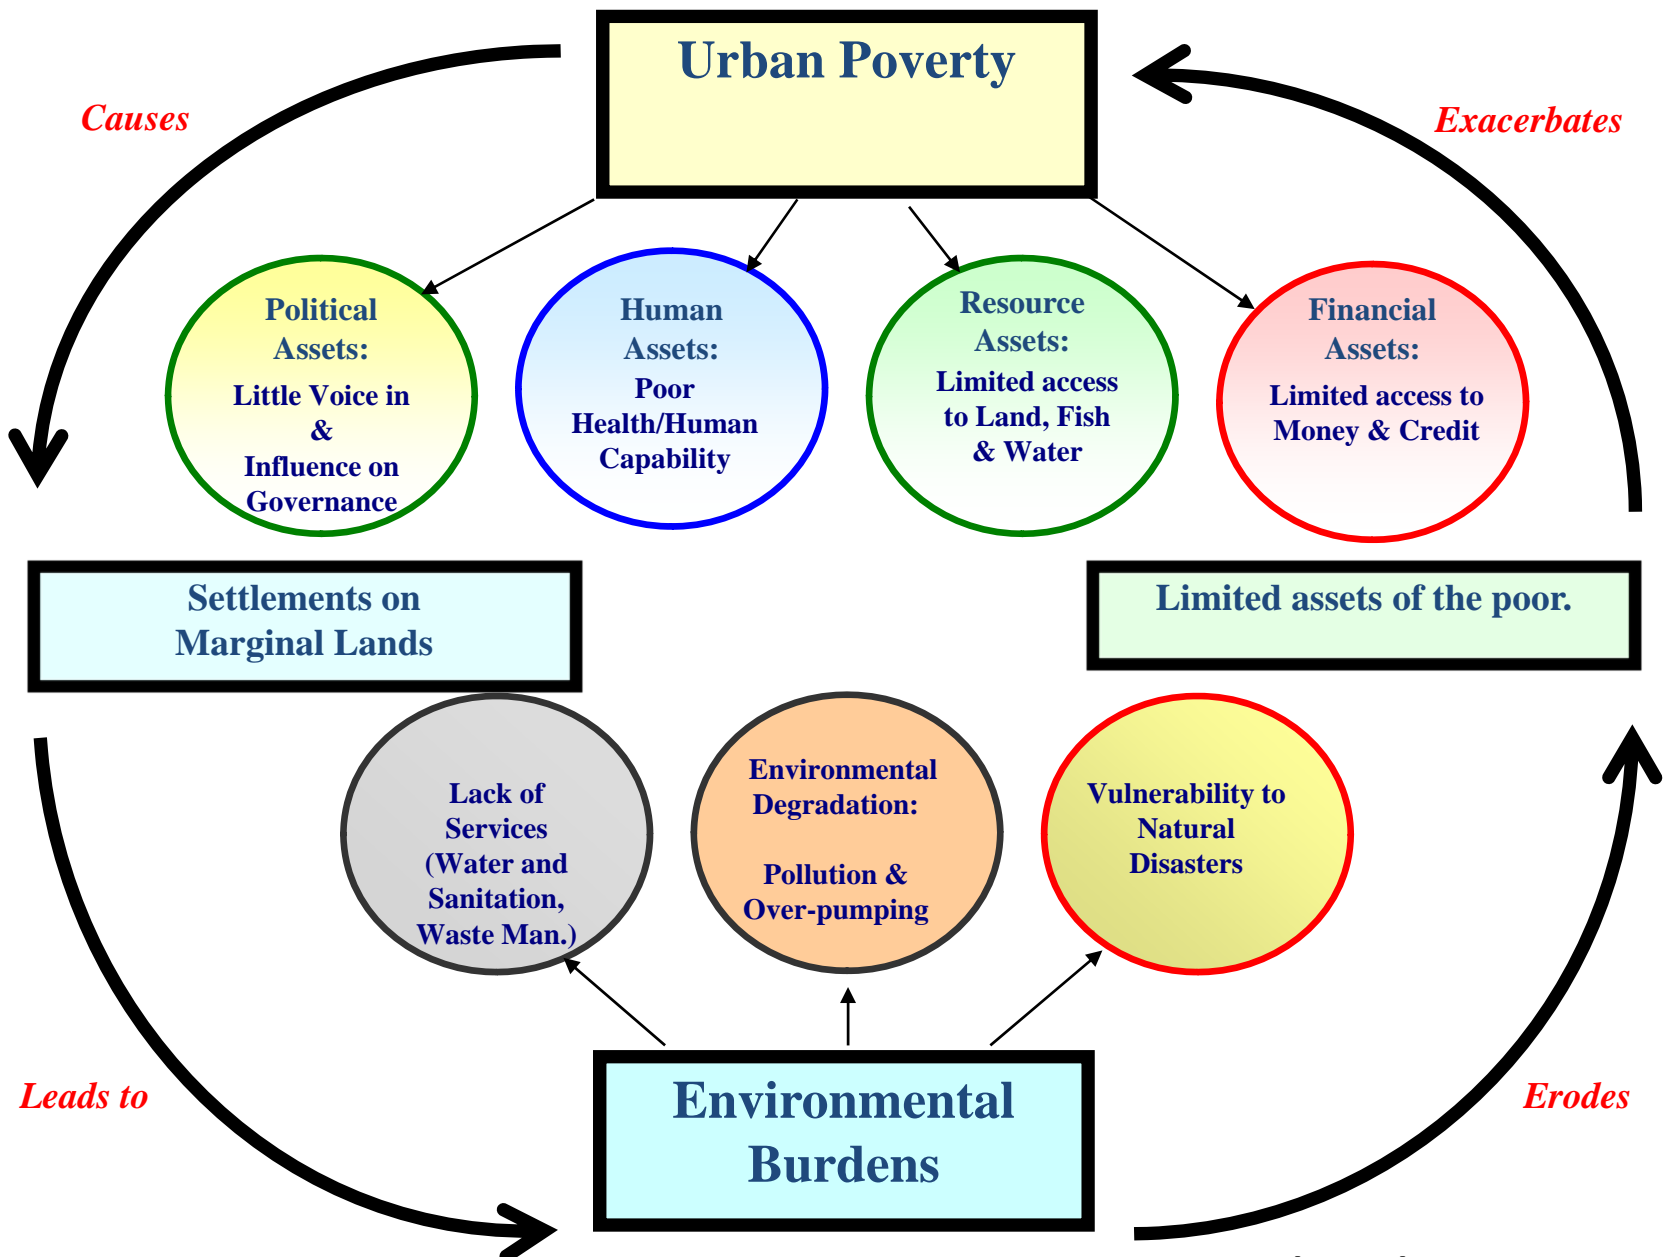 Urban Poverty
Causes
Exacerbates
Political
Assets:
Little Voice in
&
Influence on
Governance
Human
Assets:
Poor
Health/Human
Capability
Resource
Assets:
Limited access
to Land, Fish
& Water
Financial
Assets:
Limited access to
Money & Credit
Settlements on
Marginal Lands
Limited assets of the poor.
Lack of
Services
(Water and
Sanitation,
Waste Man.)
Environmental
Degradation:
Pollution &
Over-pumping
Vulnerability to
Natural
Disasters
Leads to
Erodes
Environmental
Burdens